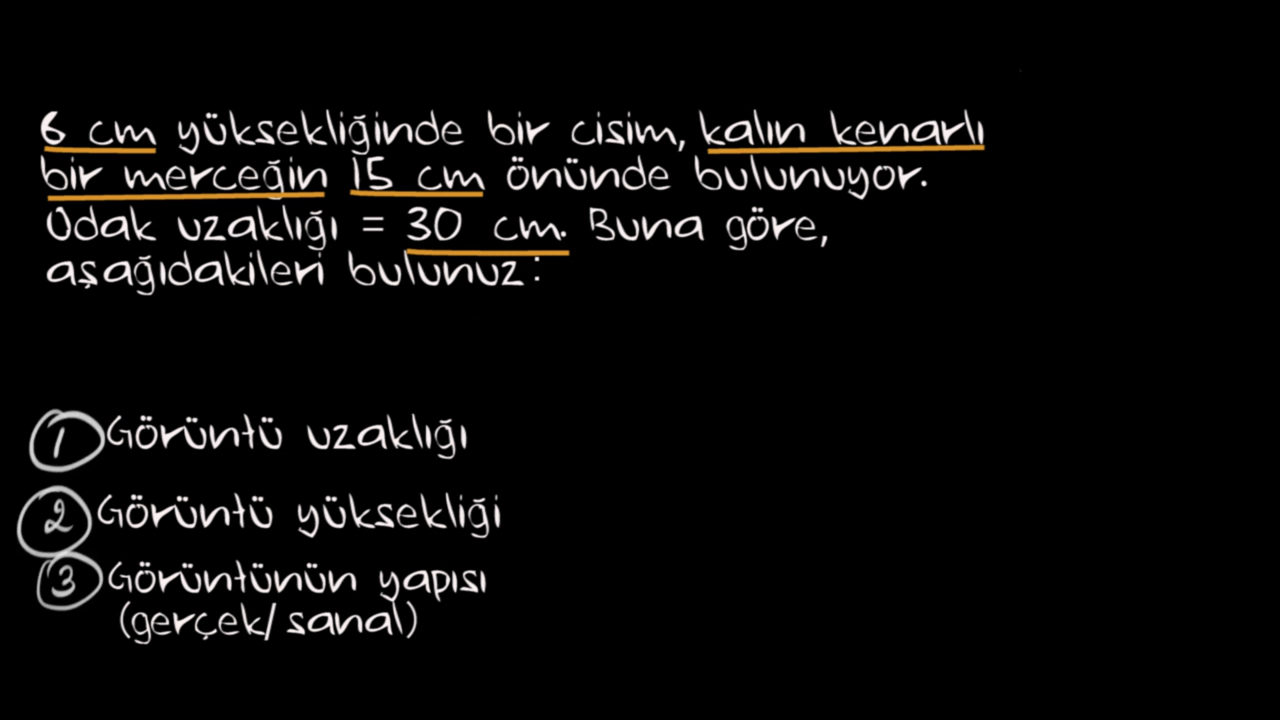 6 cm yüksekliğinde bir cisim, kalın kenarlı
bir merceğin 15 cm önünde bulunuyor.
Odak uzaklığı = 30 cm. Buna göre,
aşağıdakileri bulunuz:
1 Görüntü uzaklığı
2 Görüntü yüksekliği
3 Görüntünün yapısı
(gerçek/sanal)